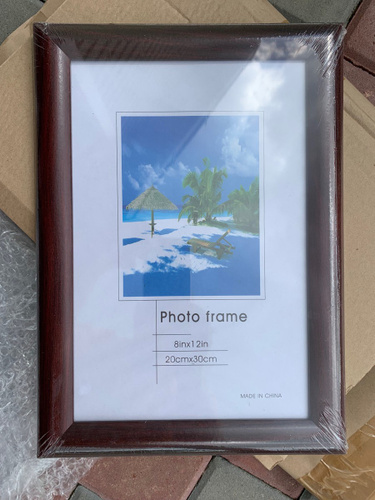 Photo frame
8inx12in
20cmx30cm
MADE IN CHINA